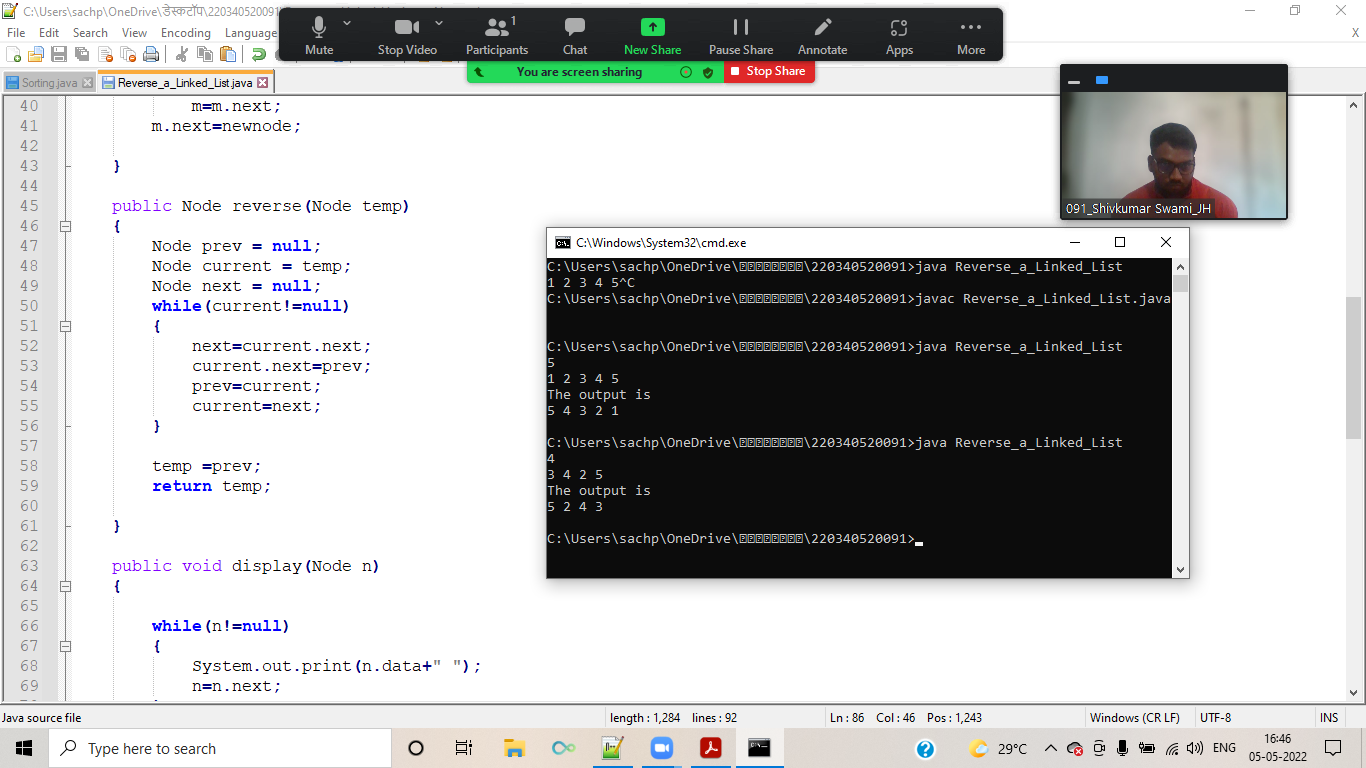 C:\Users\sachp\OneDrive\डेस्कटॉप\220340520091\
File Edit Search View Encoding Language
X
Mute
Stop Video
1
Participants
Chat
New Share
Pause Share
Annotate
Apps
More
You are screen sharing
Stop Share
Sorting.java
Reverse_a_Linked_List.java
091_Shivkumar Swami_JH
40 m=m.next;
41 m.next=newnode;
42
43 }
44
45 public Node reverse(Node temp)
46 {
47 Node prev = null;
48 Node current = temp;
49 Node next = null;
50 while(current!=null)
51 {
52 next=current.next;
53 current.next=prev;
54 prev=current;
55 current=next;
56 }
57
58 temp =prev;
59 return temp;
60
61 }
62
63 public void display(Node n)
64 {
65
66 while(n!=null)
67 {
68 System.out.print(n.data+" ");
69 n=n.next;
C:\Windows\System32\cmd.exe
C:\Users\sachp\OneDrive\⍰⍰⍰⍰⍰⍰⍰⍰\220340520091>java Reverse_a_Linked_List
1 2 3 4 5^C
C:\Users\sachp\OneDrive\⍰⍰⍰⍰⍰⍰⍰⍰\220340520091>javac Reverse_a_Linked_List.java
C:\Users\sachp\OneDrive\⍰⍰⍰⍰⍰⍰⍰⍰\220340520091>java Reverse_a_Linked_List
5
1 2 3 4 5
The output is
5 4 3 2 1
C:\Users\sachp\OneDrive\⍰⍰⍰⍰⍰⍰⍰⍰\220340520091>java Reverse_a_Linked_List
4
3 4 2 5
The output is
5 2 4 3
C:\Users\sachp\OneDrive\⍰⍰⍰⍰⍰⍰⍰⍰\220340520091>
Java source file length : 1,284 lines : 92 Ln : 86 Col : 46 Pos : 1,243 Windows (CR LF) UTF-8 INS
Type here to search
29°C
ENG
16:46
05-05-2022